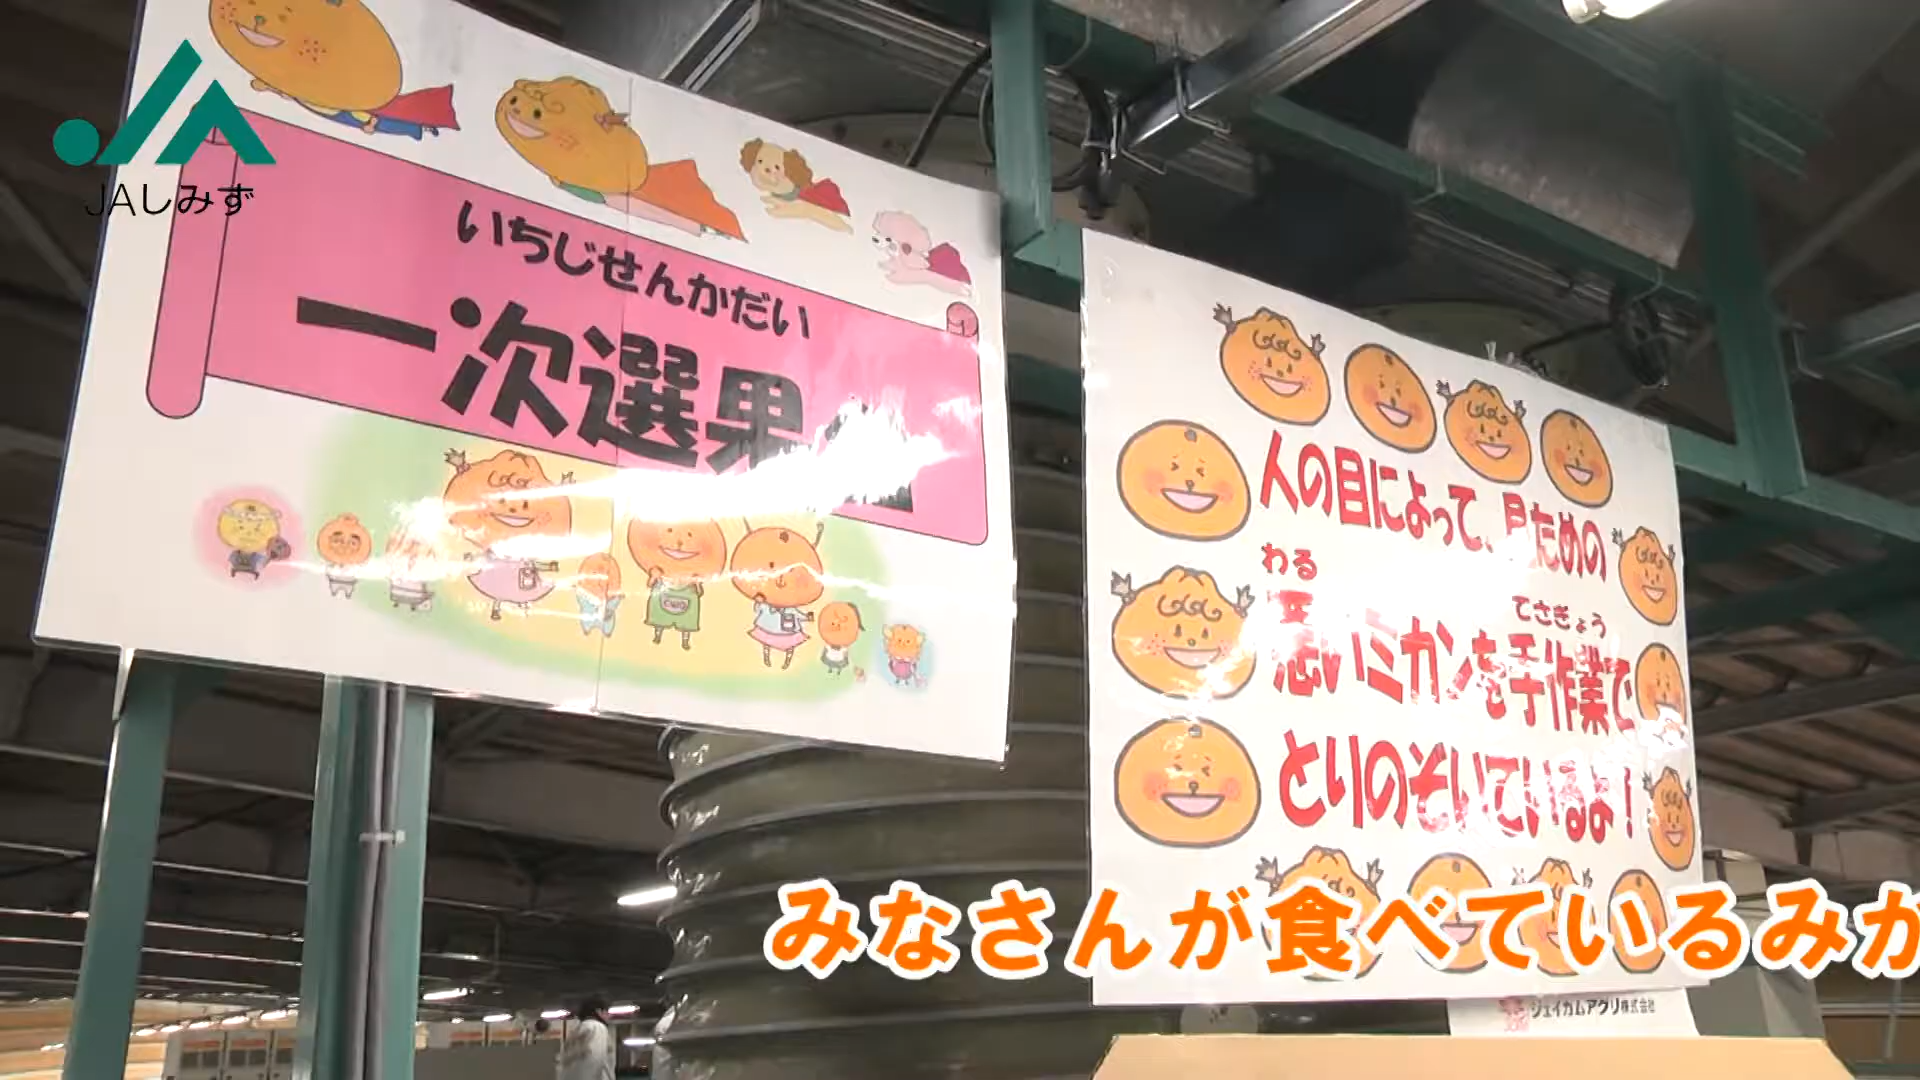 JAしみず
いちじせんかだい
一次選果
人の目によって、見ための
わる
悪いミカンを手作業で
てさぎょう
とりのぞいているよ!
みなさんが食べているみか
ジェイカムアグリ株式会社